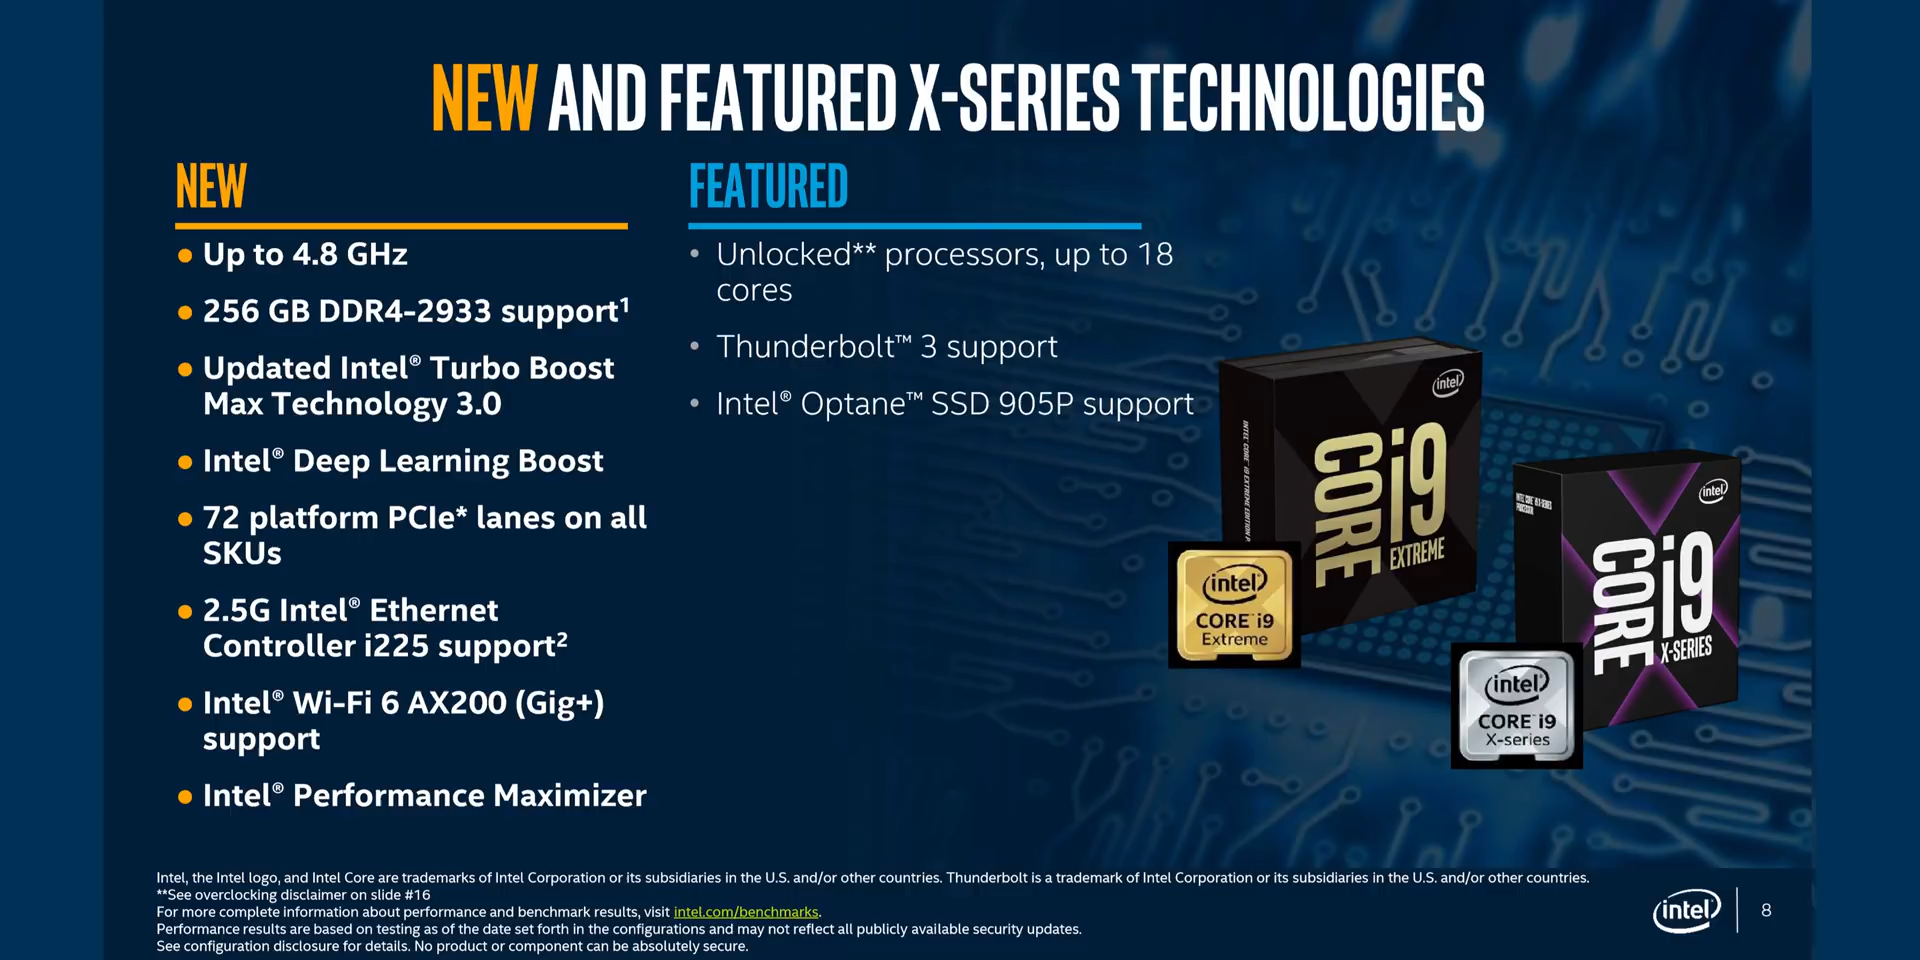 NEW AND FEATURED X-SERIES TECHNOLOGIES
NEW
● Up to 4.8 GHz
● 256 GB DDR4-2933 support¹
● Updated Intel® Turbo Boost
Max Technology 3.0
● Intel® Deep Learning Boost
● 72 platform PCIe* lanes on all
SKUs
● 2.5G Intel® Ethernet
Controller i225 support²
● Intel® Wi-Fi 6 AX200 (Gig+)
support
● Intel® Performance Maximizer
FEATURED
• Unlocked** processors, up to 18
cores
• Thunderbolt™ 3 support
• Intel® Optane™ SSD 905P support
intel
CORE i9
EXTREME
intel
CORE™ i9
Extreme
intel
CORE i9
X-SERIES
intel
CORE™ i9
X-series
Intel, the Intel logo, and Intel Core are trademarks of Intel Corporation or its subsidiaries in the U.S. and/or other countries. Thunderbolt is a trademark of Intel Corporation or its subsidiaries in the U.S. and/or other countries.
**See overclocking disclaimer on slide #16
For more complete information about performance and benchmark results, visit intel.com/benchmarks.
Performance results are based on testing as of the date set forth in the configurations and may not reflect all publicly available security updates.
See configuration disclosure for details. No product or component can be absolutely secure.
intel
8